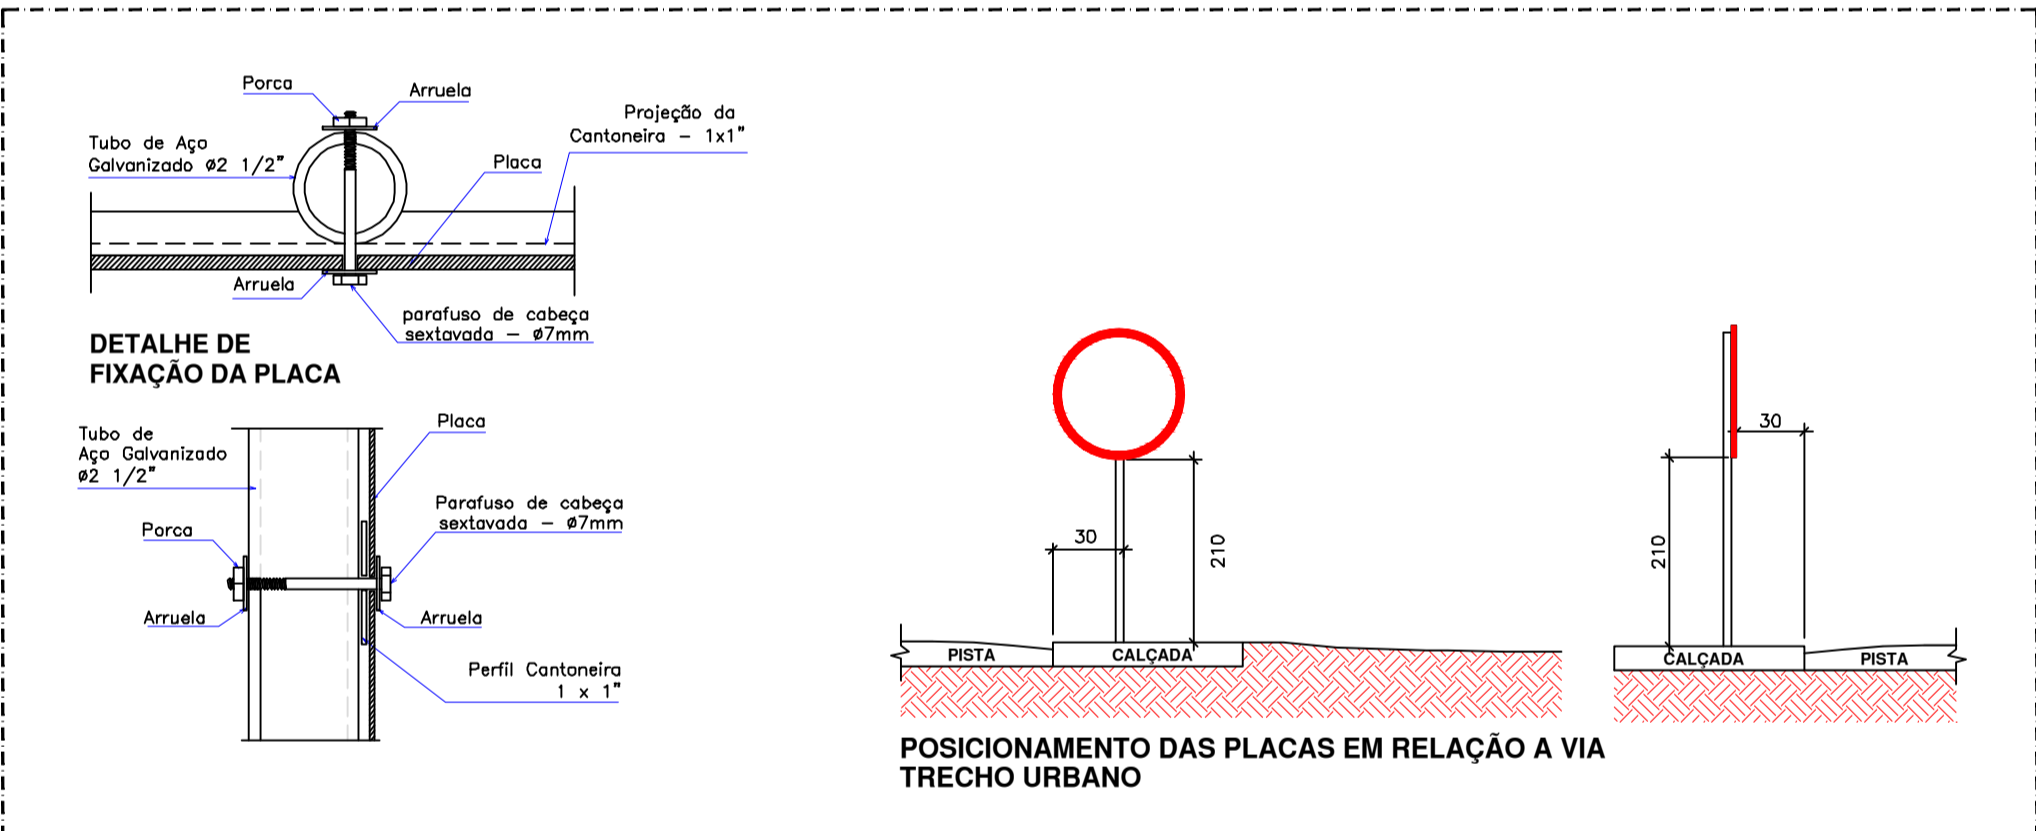 Porca
Arruela
Projeção da
Cantoneira - 1x1"
Tubo de Aço
Galvanizado ø2 1/2"
Placa
Arruela
parafuso de cabeça
sextavada - ø7mm
DETALHE DE
FIXAÇÃO DA PLACA
Tubo de
Aço Galvanizado
ø2 1/2"
Placa
Parafuso de cabeça
sextavada - ø7mm
Porca
Arruela
Arruela
Perfil Cantoneira
1 x 1"
30
210
PISTA
CALÇADA
30
210
CALÇADA
PISTA
POSICIONAMENTO DAS PLACAS EM RELAÇÃO A VIA
TRECHO URBANO